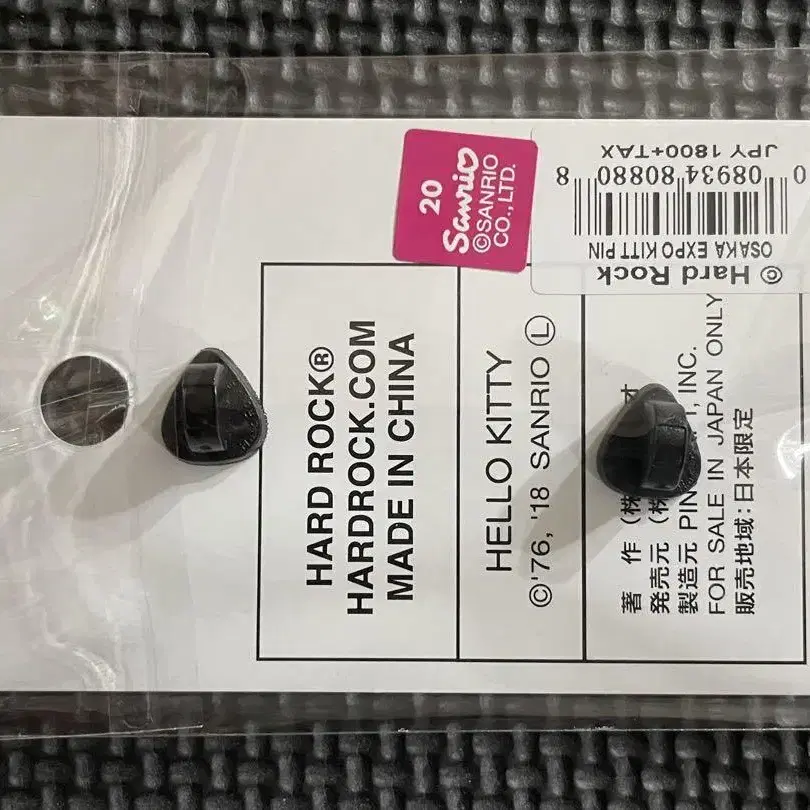 HARD ROCK®
HARDROCK.COM
MADE IN CHINA
HELLO KITTY
©'76, '18 SANRIO Ⓛ
著 作 (株
発売元 (株
製造元 PIN , INC.
FOR SALE IN JAPAN ONLY
販売地域:日本限定
20
Sanrio
©SANRIO
CO.,LTD.
© Hard Rock
OSAKA EXPO KITT PIN
0 08934 80880 8
JPY 1800+TAX